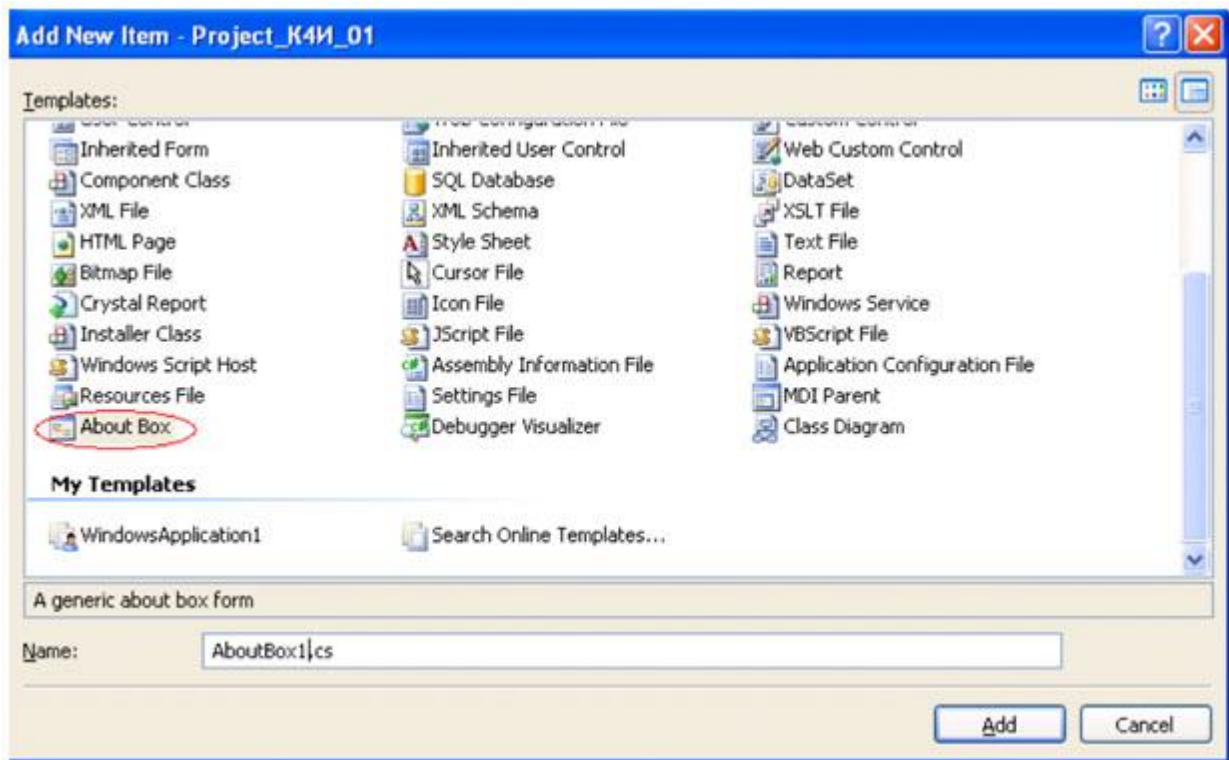 Add New Item - Project_К4И_01
Templates:
Inherited Form Inherited User Control Web Custom Control
Component Class SQL Database DataSet
XML File XML Schema XSLT File
HTML Page Style Sheet Text File
Bitmap File Cursor File Report
Crystal Report Icon File Windows Service
Installer Class JScript File VBScript File
Windows Script Host Assembly Information File Application Configuration File
Resources File Settings File MDI Parent
About Box Debugger Visualizer Class Diagram
My Templates
WindowsApplication1 Search Online Templates...
A generic about box form
Name: AboutBox1.cs
Add Cancel